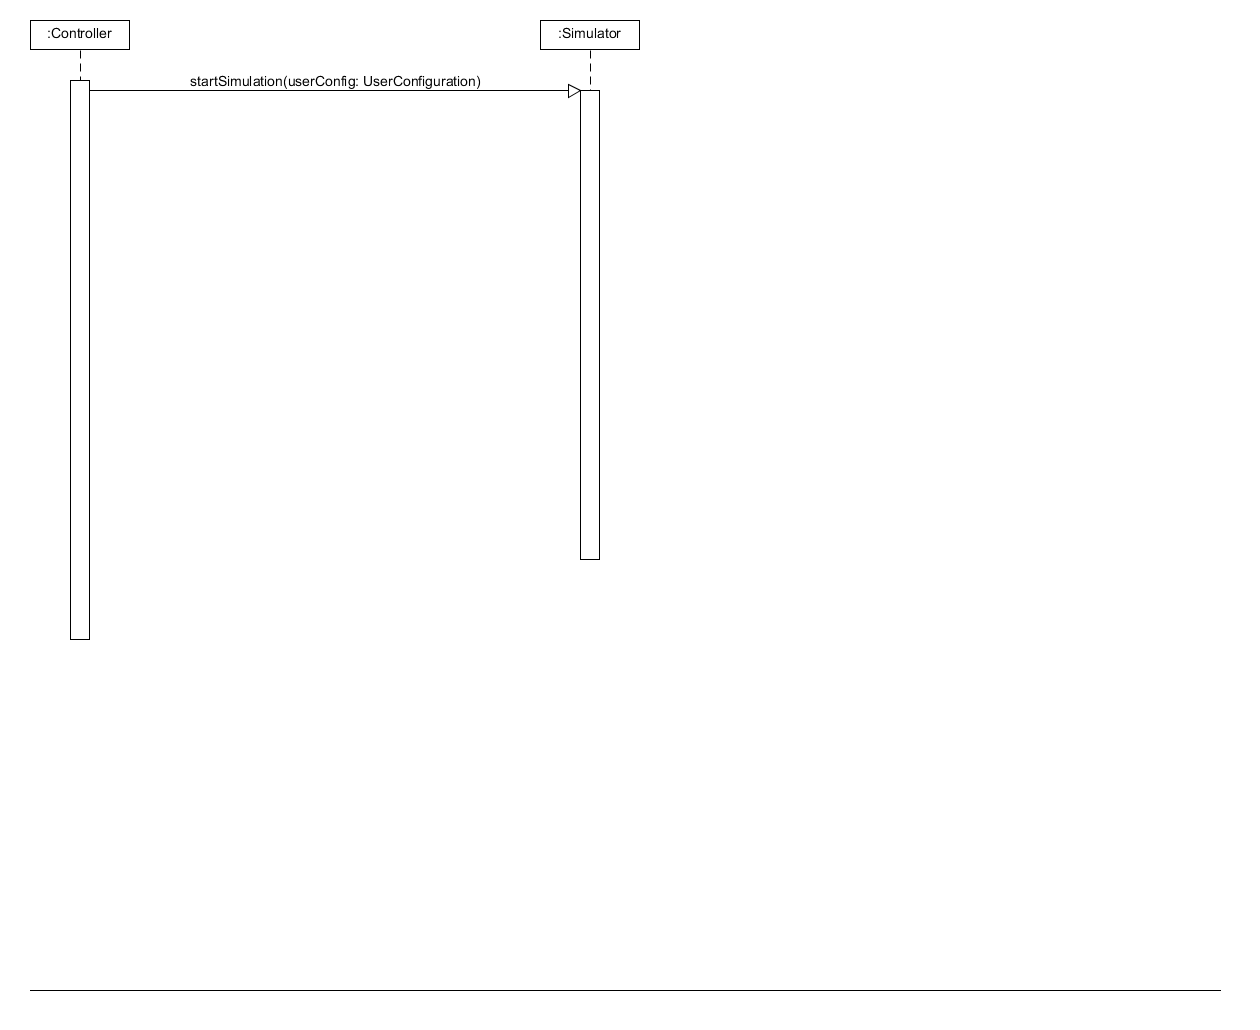 :Controller
:Simulator
startSimulation(userConfig: UserConfiguration)